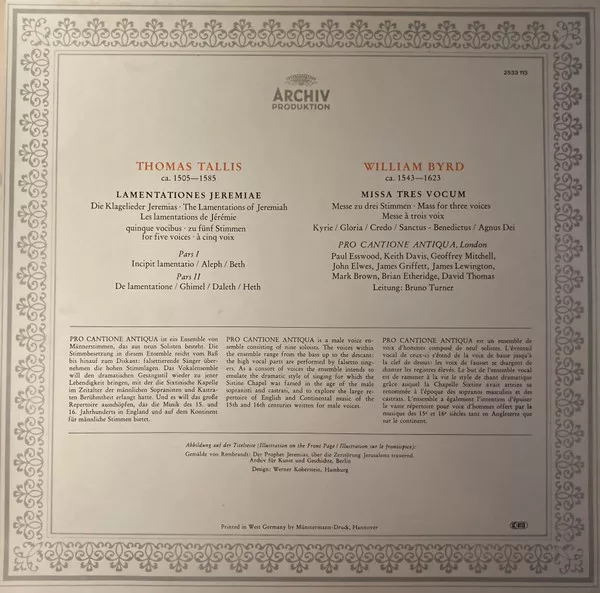 2533 113
ARCHIV
PRODUKTION
THOMAS TALLIS
ca. 1505—1585
LAMENTATIONES JEREMIAE
Die Klagelieder Jeremias · The Lamentations of Jeremiah
Les lamentations de Jérémie
quinque vocibus · zu fünf Stimmen
for five voices · à cinq voix
Pars I
Incipit lamentatio / Aleph / Beth
Pars II
De lamentatione / Ghimel / Daleth / Heth
WILLIAM BYRD
ca. 1543—1623
MISSA TRES VOCUM
Messe zu drei Stimmen · Mass for three voices
Messe à trois voix
Kyrie / Gloria / Credo / Sanctus - Benedictus / Agnus Dei
PRO CANTIONE ANTIQUA, London
Paul Esswood, Keith Davis, Geoffrey Mitchell,
John Elwes, James Griffett, James Lewington,
Mark Brown, Brian Etheridge, David Thomas
Leitung: Bruno Turner
PRO CANTIONE ANTIQUA ist ein Ensemble von
Männerstimmen, das aus neun Solisten besteht. Die
Stimmbesetzung in diesem Ensemble reicht vom Baß
bis hinauf zum Diskant: falsettierende Sänger über-
nehmen die hohen Stimmlagen. Das Vokalensemble
will den dramatischen Gesangsstil wieder zu jener
Lebendigkeit bringen, mit der die Sixtinische Kapelle
im Zeitalter der männlichen Sopranisten und Kastra-
ten Berühmtheit erlangt hatte. Und es will das große
Repertoire ausschöpfen, das die Musik des 15. und
16. Jahrhunderts in England und auf dem Kontinent
für männliche Stimmen bietet.
PRO CANTIONE ANTIQUA is a male voice en-
semble consisting of nine soloists. The voices within
the ensemble range from the bass up to the descant:
the high vocal parts are performed by falsetto sing-
ers. As a consort of voices the ensemble intends to
emulate the dramatic style of singing for which the
Sistine Chapel was famed in the age of the male
sopranist and castrato, and to explore the large re-
pertoire of English and Continental music of the
15th and 16th centuries written for male voices.
PRO CANTIONE ANTIQUA est un ensemble de
voix d'hommes composé de neuf solistes. L'éventail
vocal de ceux-ci s'étend de la voix de basse jusqu'à
la clef de dessus: les voix de fausset se chargent de
chanter les registres élevés. Le but de l'ensemble vocal
est de ramener à la vie le style de chant dramatique
grâce auquel la Chapelle Sixtine avait atteint sa
renommée à l'époque des soprano masculins et des
castrats. L'ensemble a également l'intention d'épuiser
le vaste répertoire pour voix d'hommes offert par la
musique des 15e et 16e siècles tant en Angleterre que
sur le continent.
Abbildung auf der Titelseite (Illustration on the Front Page / Illustration sur le frontispice):
Gemälde von Rembrandt: Der Prophet Jeremias, über die Zerstörung Jerusalems trauernd.
Archiv für Kunst und Geschichte, Berlin
Design: Werner Koberstein, Hamburg
Printed in West Germany by Münstermann-Druck, Hannover